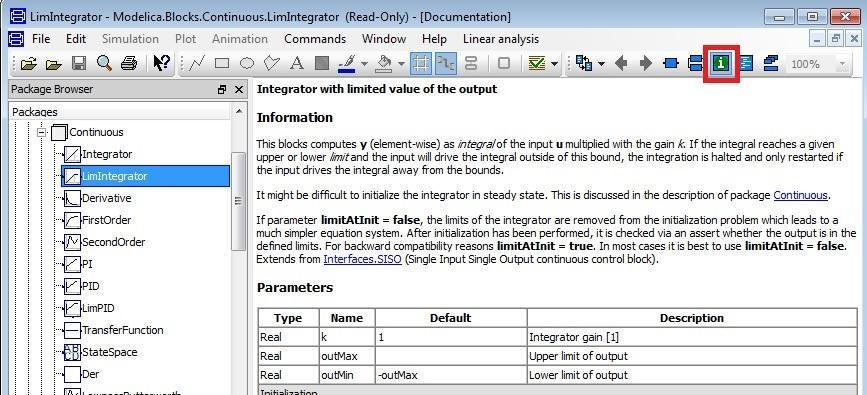 LimIntegrator - Modelica.Blocks.Continuous.LimIntegrator (Read-Only) - [Documentation]
File Edit Simulation Plot Animation Commands Window Help Linear analysis
A 100%
Package Browser
Packages
Continuous
Integrator
LimIntegrator
Derivative
FirstOrder
SecondOrder
PI
PID
LimPID
TransferFunction
StateSpace
Der
LowpassButterworth
Integrator with limited value of the output
Information
This blocks computes y (element-wise) as integral of the input u multiplied with the gain k. If the integral reaches a given
upper or lower limit and the input will drive the integral outside of this bound, the integration is halted and only restarted if
the input drives the integral away from the bounds.
It might be difficult to initialize the integrator in steady state. This is discussed in the description of package Continuous.
If parameter limitAtInit = false, the limits of the integrator are removed from the initialization problem which leads to a
much simpler equation system. After initialization has been performed, it is checked via an assert whether the output is in the
defined limits. For backward compatibility reasons limitAtInit = true. In most cases it is best to use limitAtInit = false.
Extends from Interfaces.SISO (Single Input Single Output continuous control block).
Parameters
Type Name Default Description
Real k 1 Integrator gain [1]
Real outMax Upper limit of output
Real outMin -outMax Lower limit of output
Initialization